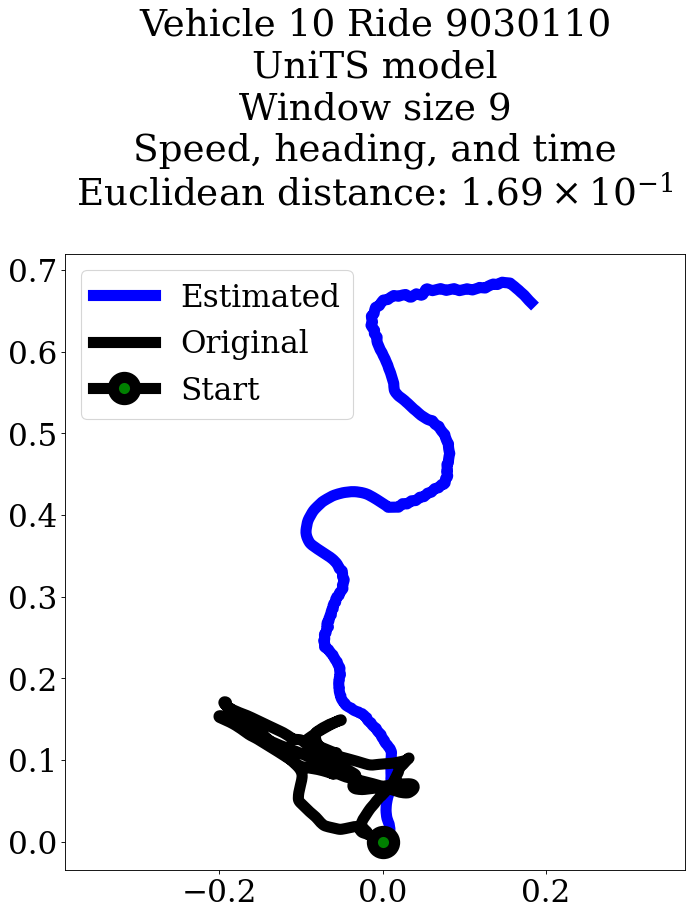 Vehicle 10 Ride 9030110
UniTS model
Window size 9
Speed, heading, and time
Euclidean distance: 1.69 × 10⁻¹
Estimated
Original
Start
0.7
0.6
0.5
0.4
0.3
0.2
0.1
0.0
−0.2 0.0 0.2